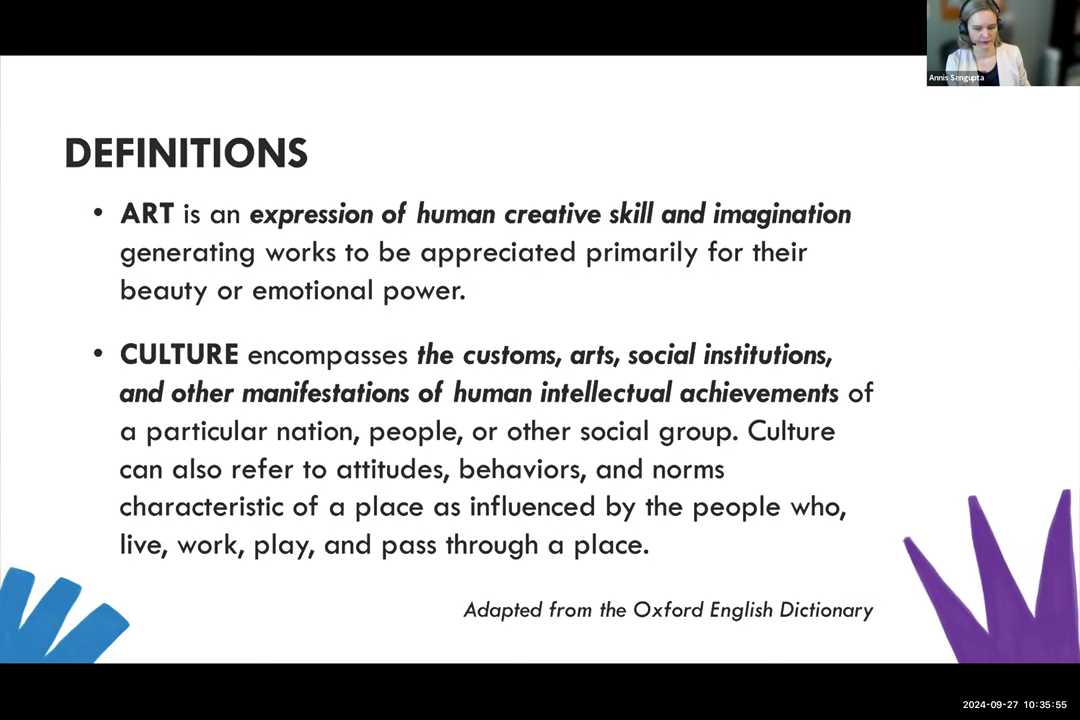 Annis Sengupta
DEFINITIONS
• ART is an expression of human creative skill and imagination
generating works to be appreciated primarily for their
beauty or emotional power.
• CULTURE encompasses the customs, arts, social institutions,
and other manifestations of human intellectual achievements of
a particular nation, people, or other social group. Culture
can also refer to attitudes, behaviors, and norms
characteristic of a place as influenced by the people who,
live, work, play, and pass through a place.
Adapted from the Oxford English Dictionary
2024-09-27 10:35:55